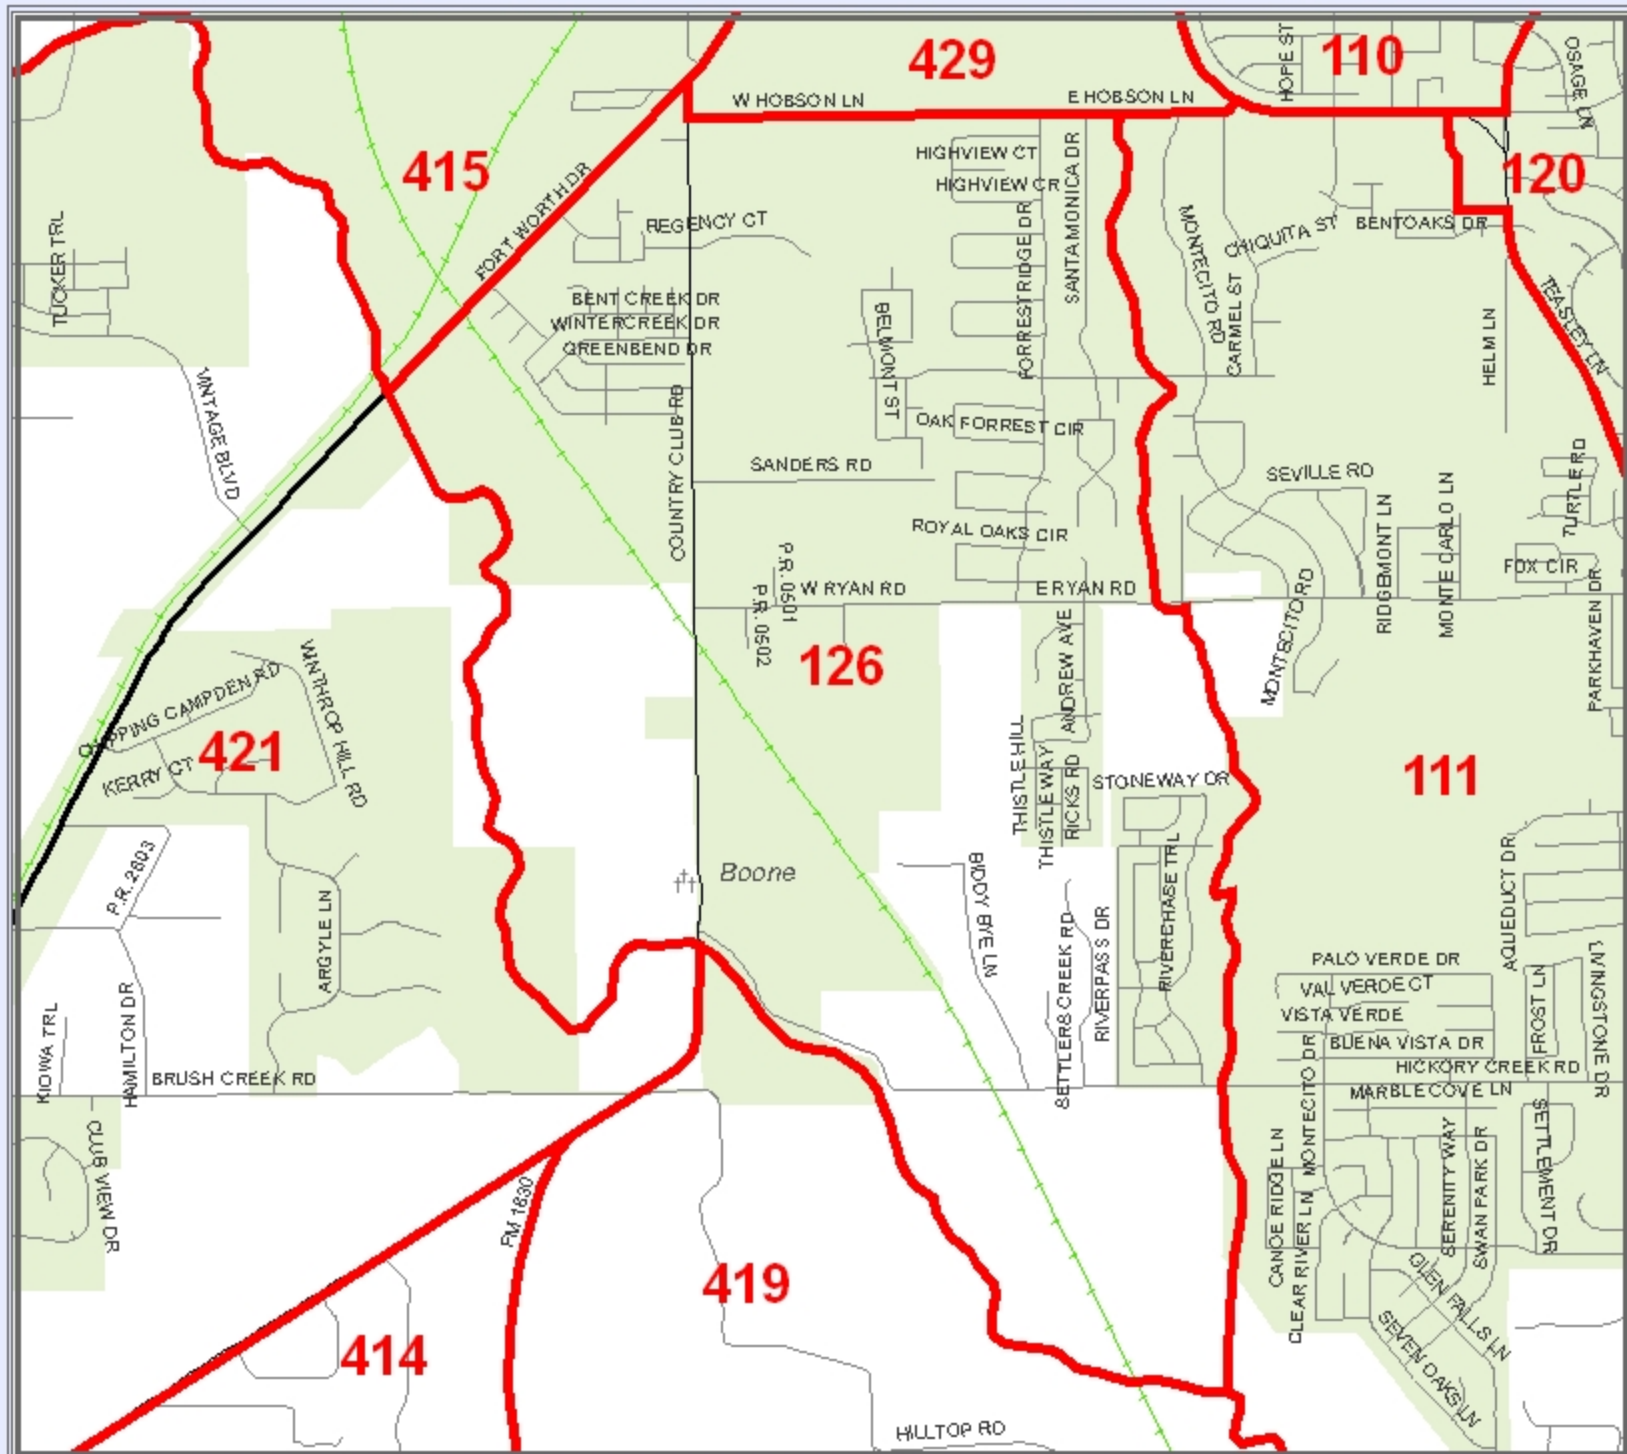 429
110
HOPE ST
OSAGE LN
W HOBSON LN
E HOBSON LN
415
120
HIGHVIEW CT
HIGHVIEW CR
SANTA MONICA DR
FORT WORTH DR
REGENCY CT
FORRESTRIDGE DR
MONTECITO RD
CHIQUITA ST
BENTOAKS DR
TUCKER TRL
BENT CREEK DR
WINTERCREEK DR
GREENBEND DR
BELMONT ST
CARMEL ST
HELM LN
TEASLEY LN
VINTAGE BLVD
COUNTRY CLUB RD
OAK FORREST CIR
SANDERS RD
SEVILLE RD
TURTLE RD
ROYAL OAKS CIR
RIDGEMONT LN
MONTE CARLO LN
FOX CIR
P.R. 0501
P.R. 0502
W RYAN RD
E RYAN RD
MONTECITO RD
PARKHAVEN DR
126
ANDREW AVE
WINTHROP HILL RD
CHIPPING CAMPDEN RD
421
KERRY CT
THISTLE HILL
THISTLEWAY
RICKS RD
STONEWAY DR
111
P.R. 2603
Boone
BIDDY BYE LN
RIVERCHASE TRL
AQUEDUCT DR
ARGYLE LN
SETTLERS CREEK RD
RIVERPASS DR
PALO VERDE DR
VAL VERDE CT
VISTA VERDE
BUENA VISTA DR
FROST LN
LIVINGSTONE DR
KIOWA TRL
HAMILTON DR
BRUSH CREEK RD
HICKORY CREEK RD
MARBLE COVE LN
MONTECITO DR
CLUB VIEW DR
FM 1830
CANOE RIDGE LN
CLEAR RIVER LN
SERENITY WAY
SWAN PARK DR
SETTLEMENT DR
419
GLEN FALLS LN
SEVEN OAKS LN
414
HILLTOP RD